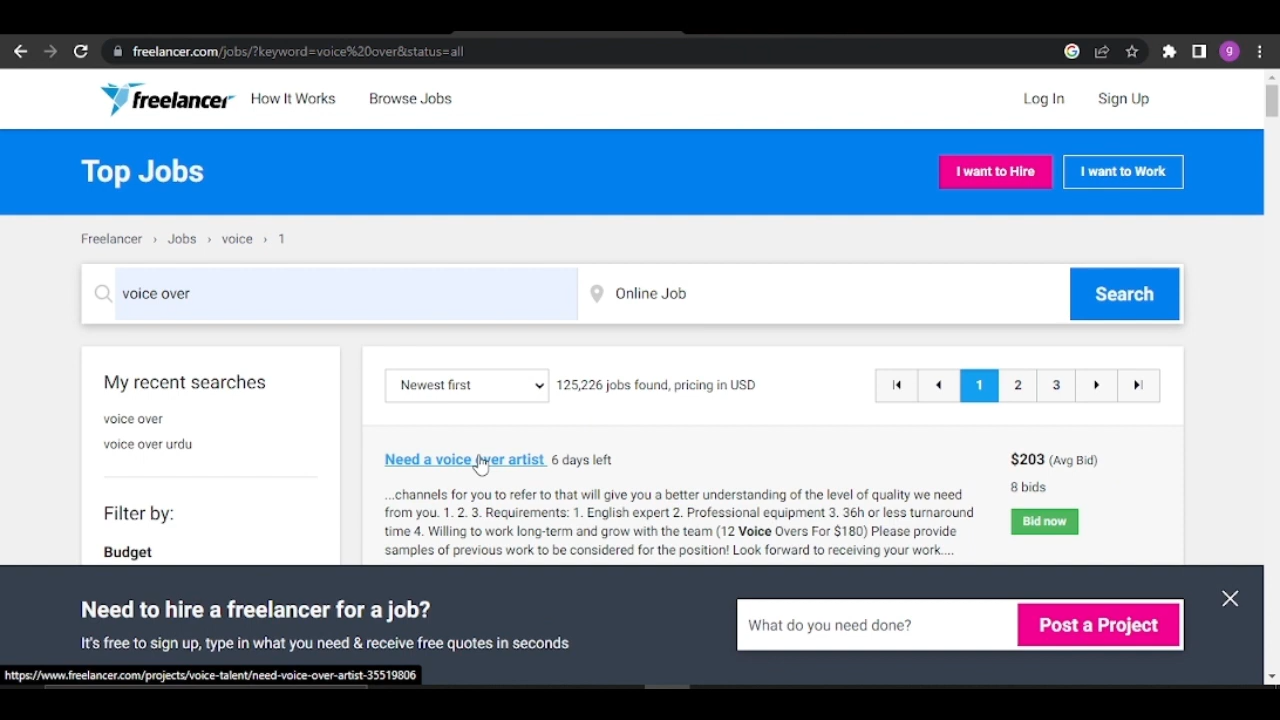 freelancer.com/jobs/?keyword=voice%20over&status=all
g
freelancer
How It Works
Browse Jobs
Log In
Sign Up
Top Jobs
I want to Hire
I want to Work
Freelancer › Jobs › voice › 1
voice over
Online Job
Search
My recent searches
voice over
voice over urdu
Filter by:
Budget
Newest first
125,226 jobs found, pricing in USD
1
2
3
Need a voice over artist 6 days left
...channels for you to refer to that will give you a better understanding of the level of quality we need
from you. 1. 2. 3. Requirements: 1. English expert 2. Professional equipment 3. 36h or less turnaround
time 4. Willing to work long-term and grow with the team (12 Voice Overs For $180) Please provide
samples of previous work to be considered for the position! Look forward to receiving your work....
$203 (Avg Bid)
8 bids
Bid now
Need to hire a freelancer for a job?
It's free to sign up, type in what you need & receive free quotes in seconds
What do you need done?
Post a Project
https://www.freelancer.com/projects/voice-talent/need-voice-over-artist-35519806